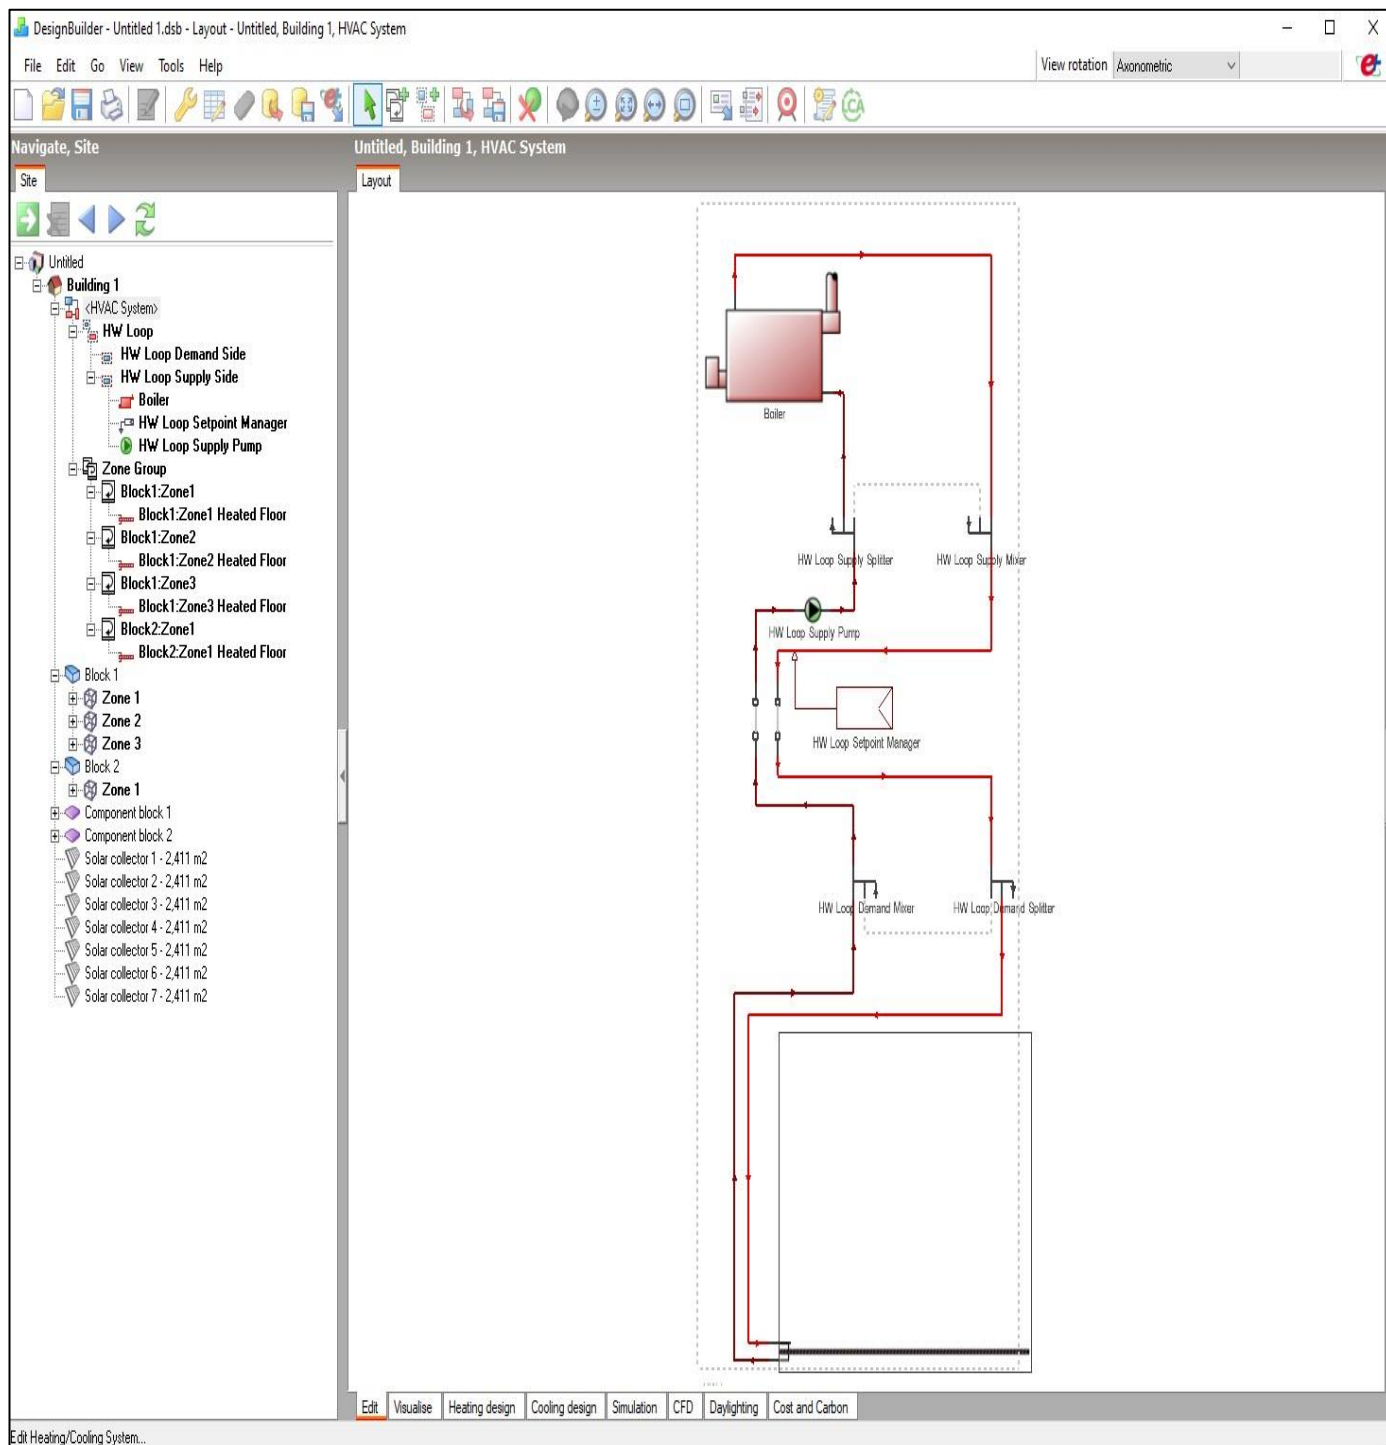 DesignBuilder - Untitled 1.dsb - Layout - Untitled, Building 1, HVAC System
File Edit Go View Tools Help
View rotation Axonometric
Navigate, Site
Untitled, Building 1, HVAC System
Site
Layout
Untitled
Building 1
<HVAC System>
HW Loop
HW Loop Demand Side
HW Loop Supply Side
Boiler
HW Loop Setpoint Manager
HW Loop Supply Pump
Zone Group
Block1:Zone1
Block1:Zone1 Heated Floor
Block1:Zone2
Block1:Zone2 Heated Floor
Block1:Zone3
Block1:Zone3 Heated Floor
Block2:Zone1
Block2:Zone1 Heated Floor
Block 1
Zone 1
Zone 2
Zone 3
Block 2
Zone 1
Component block 1
Component block 2
Solar collector 1 - 2,411 m2
Solar collector 2 - 2,411 m2
Solar collector 3 - 2,411 m2
Solar collector 4 - 2,411 m2
Solar collector 5 - 2,411 m2
Solar collector 6 - 2,411 m2
Solar collector 7 - 2,411 m2
Boiler
HW Loop Supply Splitter
HW Loop Supply Mixer
HW Loop Supply Pump
HW Loop Setpoint Manager
HW Loop Demand Mixer
HW Loop Demand Splitter
Edit Visualise Heating design Cooling design Simulation CFD Daylighting Cost and Carbon
Edit Heating/Cooling System...